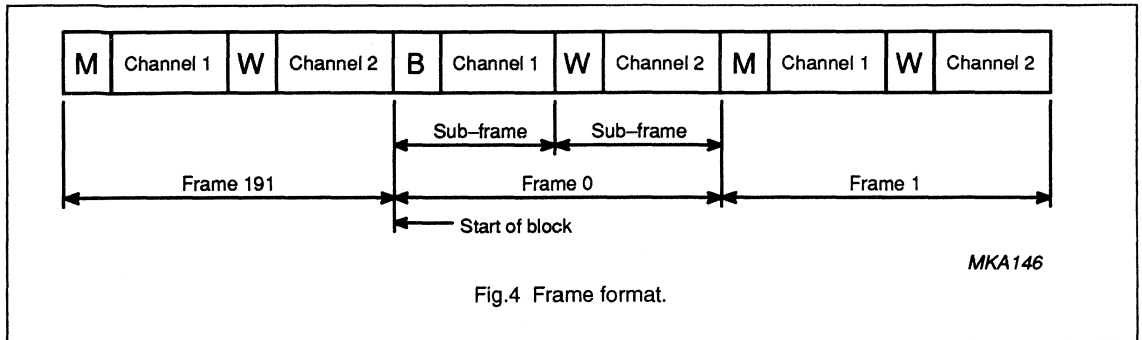 M Channel 1 W Channel 2 B Channel 1 W Channel 2 M Channel 1 W Channel 2
Sub–frame Sub–frame
Frame 191 Frame 0 Frame 1
Start of block
MKA146
Fig.4 Frame format.